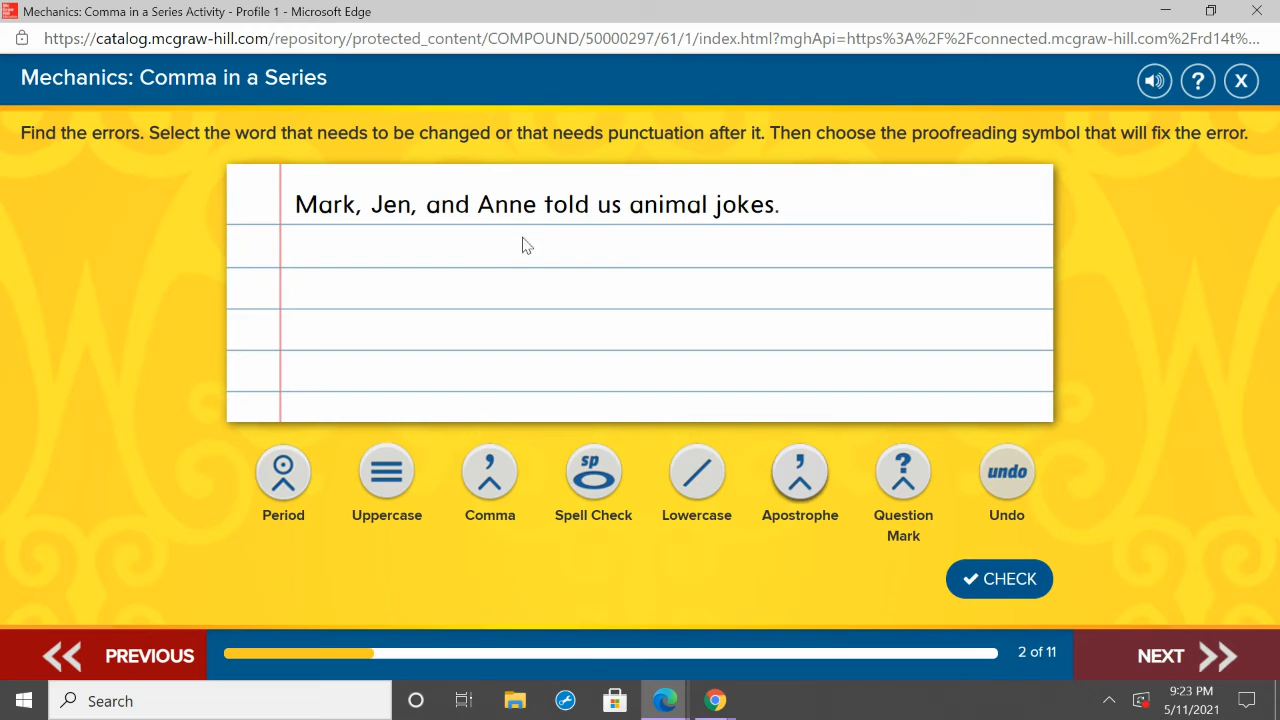 Mechanics: Comma in a Series Activity - Profile 1 - Microsoft Edge
https://catalog.mcgraw-hill.com/repository/protected_content/COMPOUND/50000297/61/1/index.html?mghApi=https%3A%2F%2Fconnected.mcgraw-hill.com%2Frd14t%...
Mechanics: Comma in a Series
?
X
Find the errors. Select the word that needs to be changed or that needs punctuation after it. Then choose the proofreading symbol that will fix the error.
Mark, Jen, and Anne told us animal jokes.
, sp , ? undo
Period Uppercase Comma Spell Check Lowercase Apostrophe Question Mark Undo
CHECK
PREVIOUS 2 of 11 NEXT
Search
9:23 PM
5/11/2021